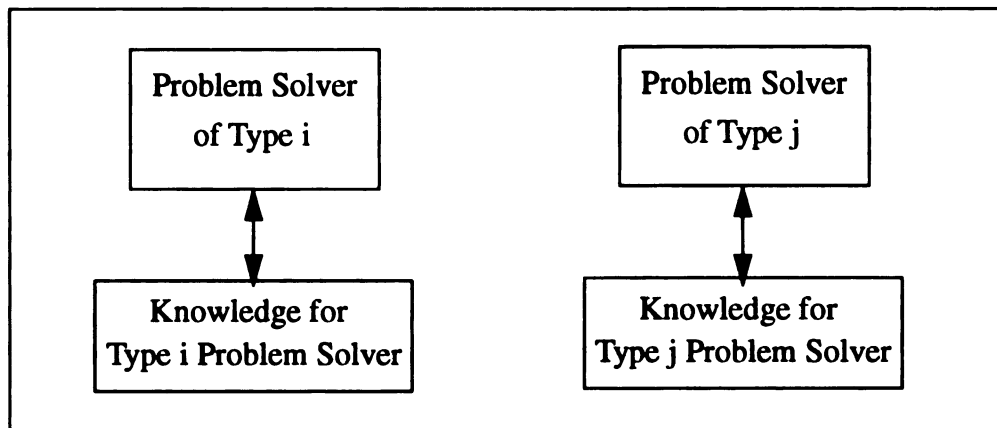 Problem Solver
of Type i
Problem Solver
of Type j
Knowledge for
Type i Problem Solver
Knowledge for
Type j Problem Solver